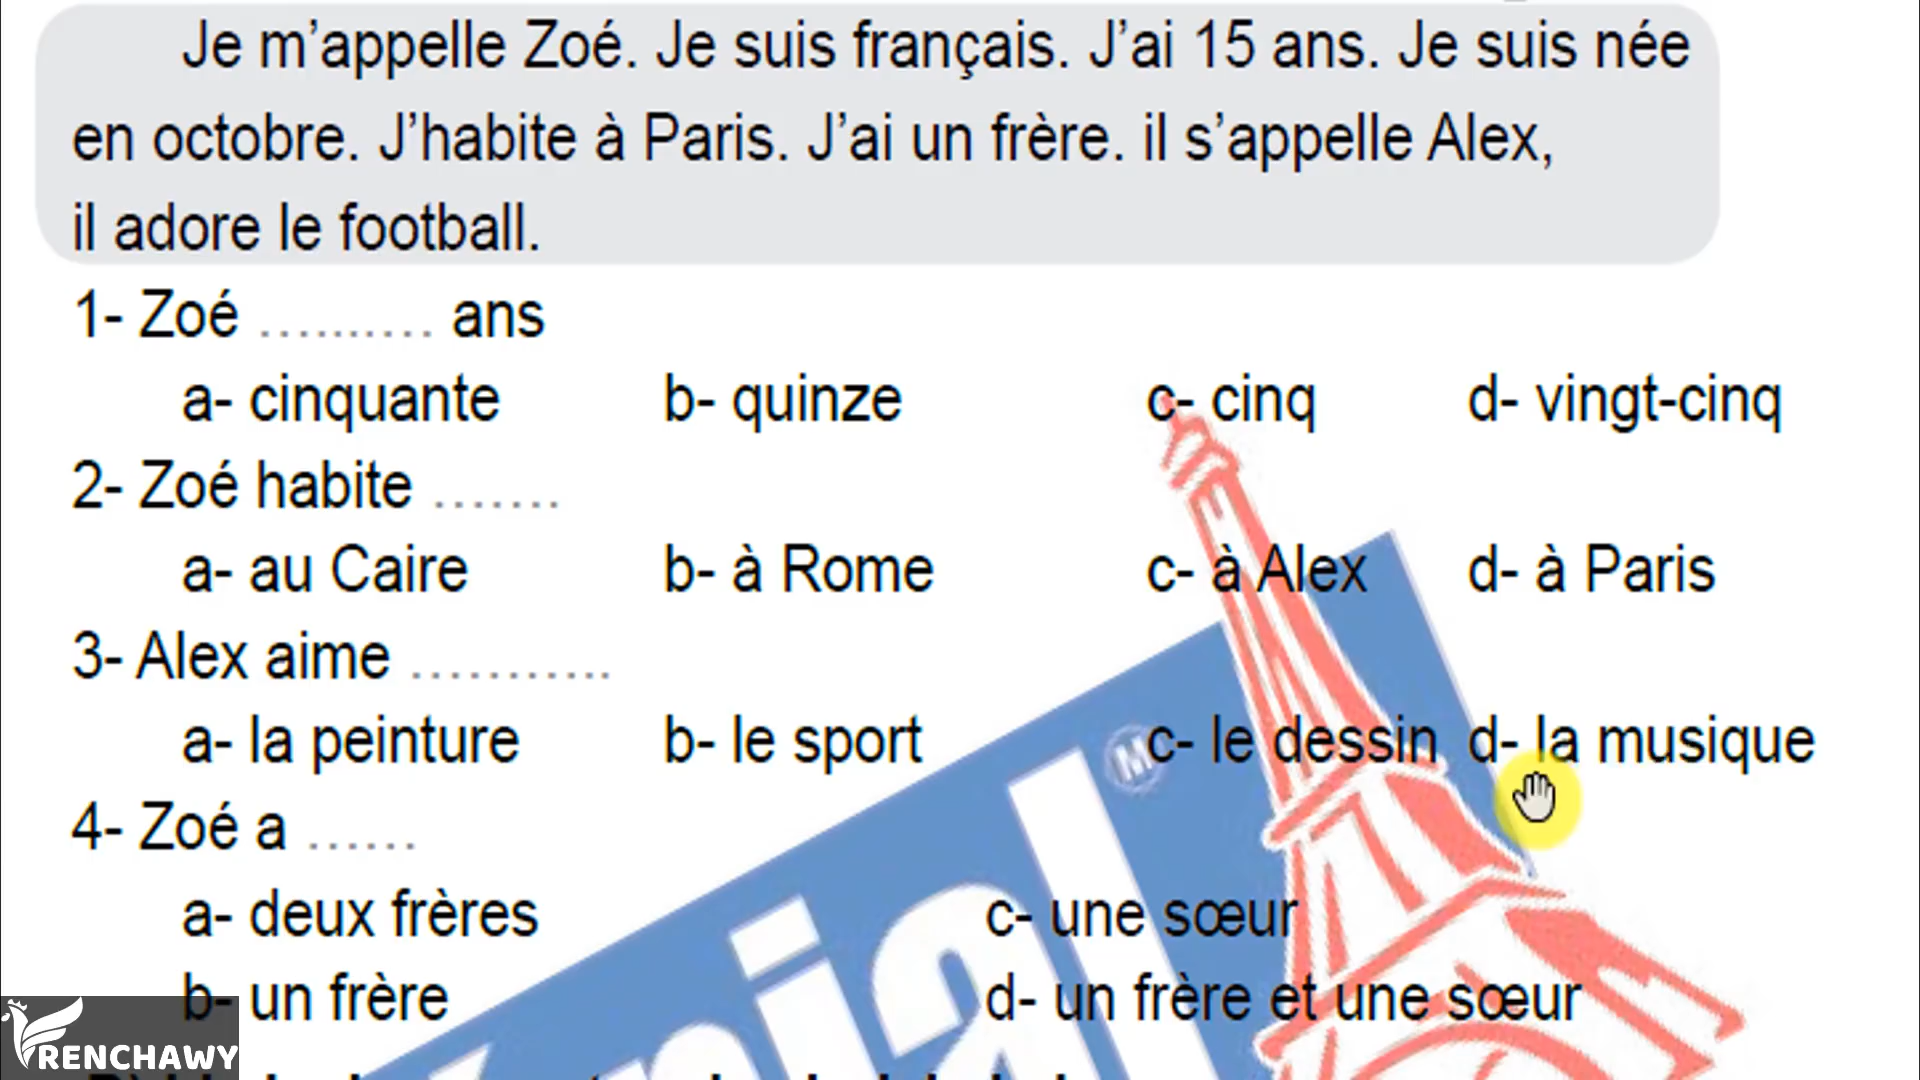 Je m’appelle Zoé. Je suis français. J’ai 15 ans. Je suis née
en octobre. J’habite à Paris. J’ai un frère. il s’appelle Alex,
il adore le football.
1- Zoé ............. ans
a- cinquante b- quinze c- cinq d- vingt-cinq
2- Zoé habite .......
a- au Caire b- à Rome c- à Alex d- à Paris
3- Alex aime ...........
a- la peinture b- le sport c- le dessin d- la musique
4- Zoé a ......
a- deux frères c- une sœur
b- un frère d- un frère et une sœur
RENCHAWY